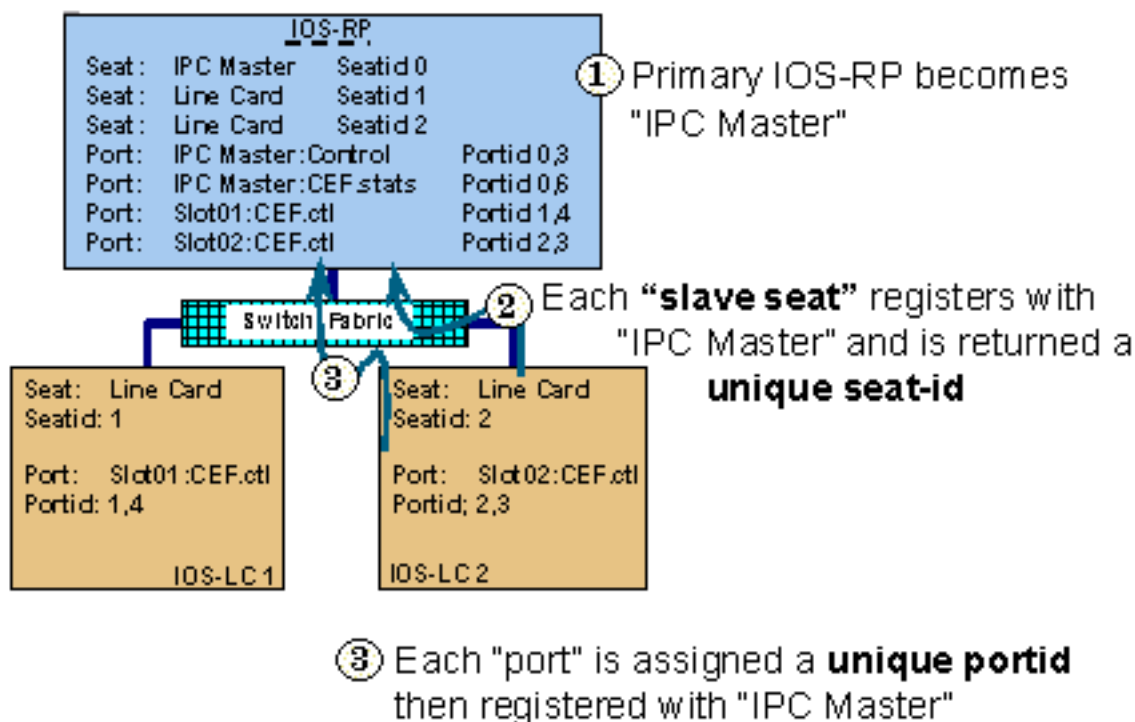 IOS-RP
Seat: IPC Master Seatid 0
Seat: Line Card Seatid 1
Seat: Line Card Seatid 2
Port: IPC Master:Control Portid 0,3
Port: IPC Master:CEF.stats Portid 0,6
Port: Slot01:CEF.ctl Portid 1,4
Port: Slot02:CEF.ctl Portid 2,3
1 Primary IOS-RP becomes
"IPC Master"
Switch Fabric
2 Each “slave seat” registers with
"IPC Master" and is returned a
unique seat-id
3
Seat: Line Card
Seatid: 1
Port: Slot01:CEF.ctl
Portid: 1,4
IOS-LC 1
Seat: Line Card
Seatid: 2
Port: Slot02:CEF.ctl
Portid; 2,3
IOS-LC 2
3 Each "port" is assigned a unique portid
then registered with "IPC Master"